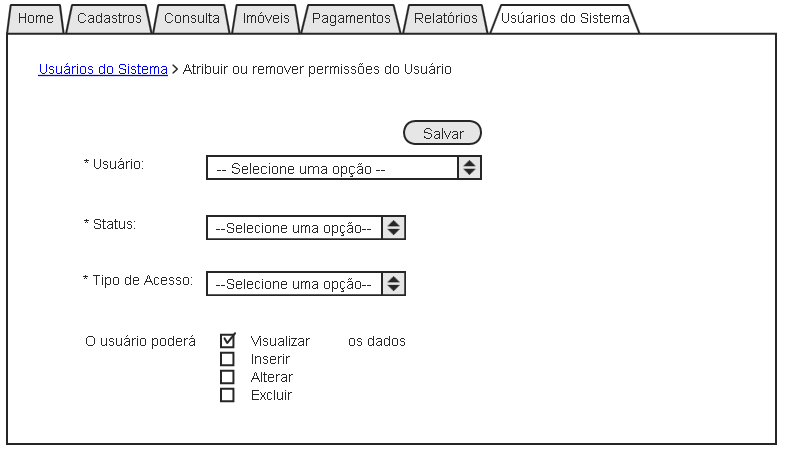 Home Cadastros Consulta Imóveis Pagamentos Relatórios Usúarios do Sistema
Usuários do Sistema > Atribuir ou remover permissões do Usuário
Salvar
* Usuário: -- Selecione uma opção --
* Status: --Selecione uma opção--
* Tipo de Acesso: --Selecione uma opção--
O usuário poderá Visualizar os dados
Inserir
Alterar
Excluir